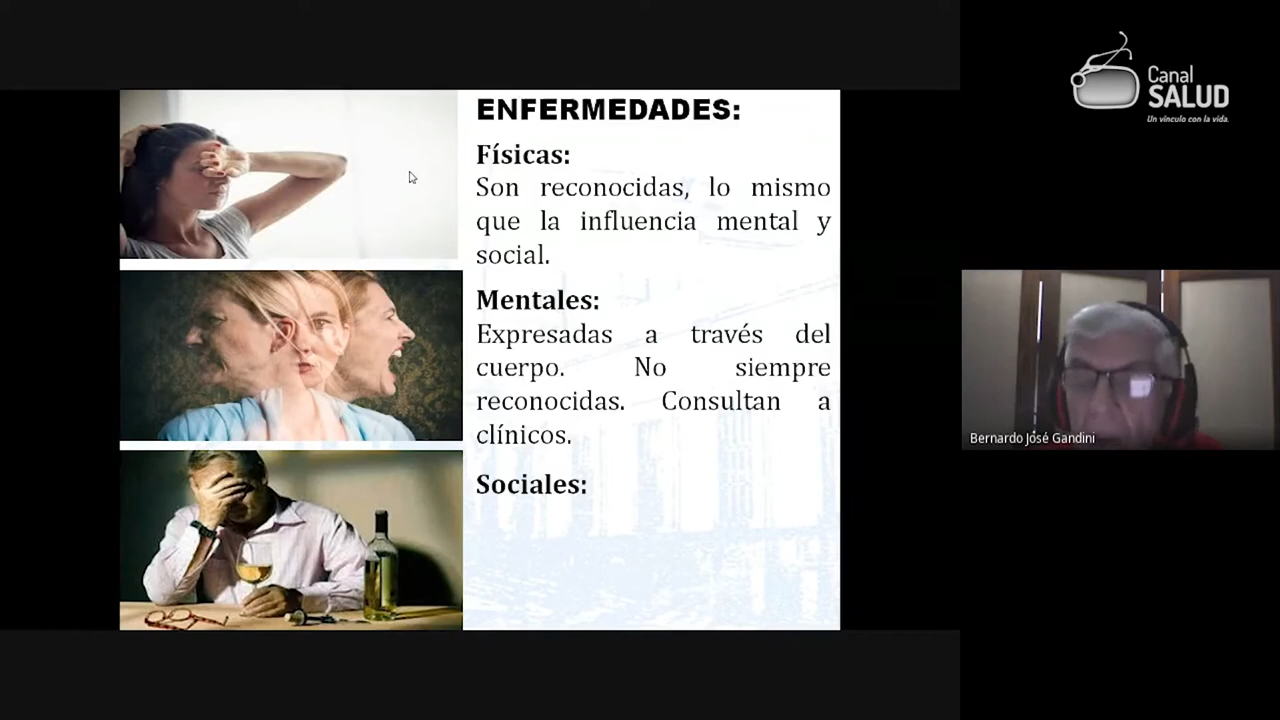 ENFERMEDADES:
Físicas:
Son reconocidas, lo mismo
que la influencia mental y
social.
Mentales:
Expresadas a través del
cuerpo. No siempre
reconocidas. Consultan a
clínicos.
Sociales:
Canal
SALUD
Un vínculo con la vida.
Bernardo José Gandini